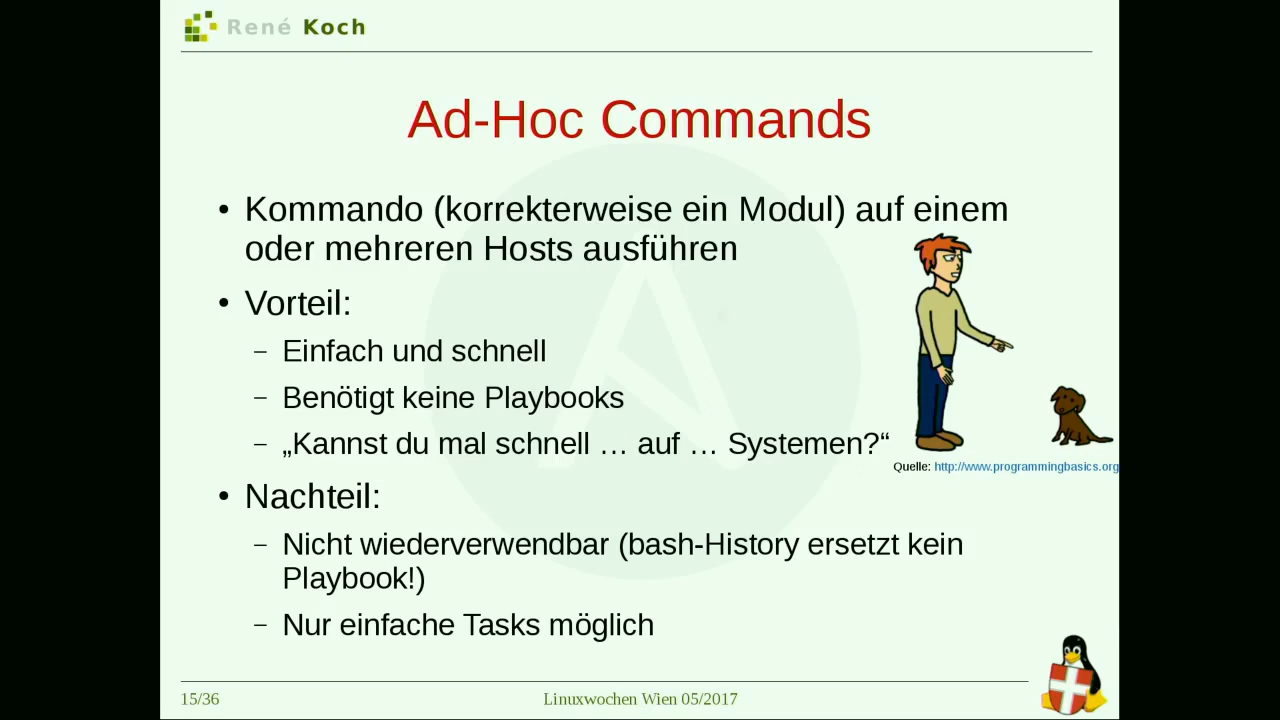 René Koch
Ad-Hoc Commands
● Kommando (korrekterweise ein Modul) auf einem
oder mehreren Hosts ausführen
● Vorteil:
– Einfach und schnell
– Benötigt keine Playbooks
– „Kannst du mal schnell … auf … Systemen?“
Quelle: http://www.programmingbasics.org
● Nachteil:
– Nicht wiederverwendbar (bash-History ersetzt kein
Playbook!)
– Nur einfache Tasks möglich
15/36
Linuxwochen Wien 05/2017